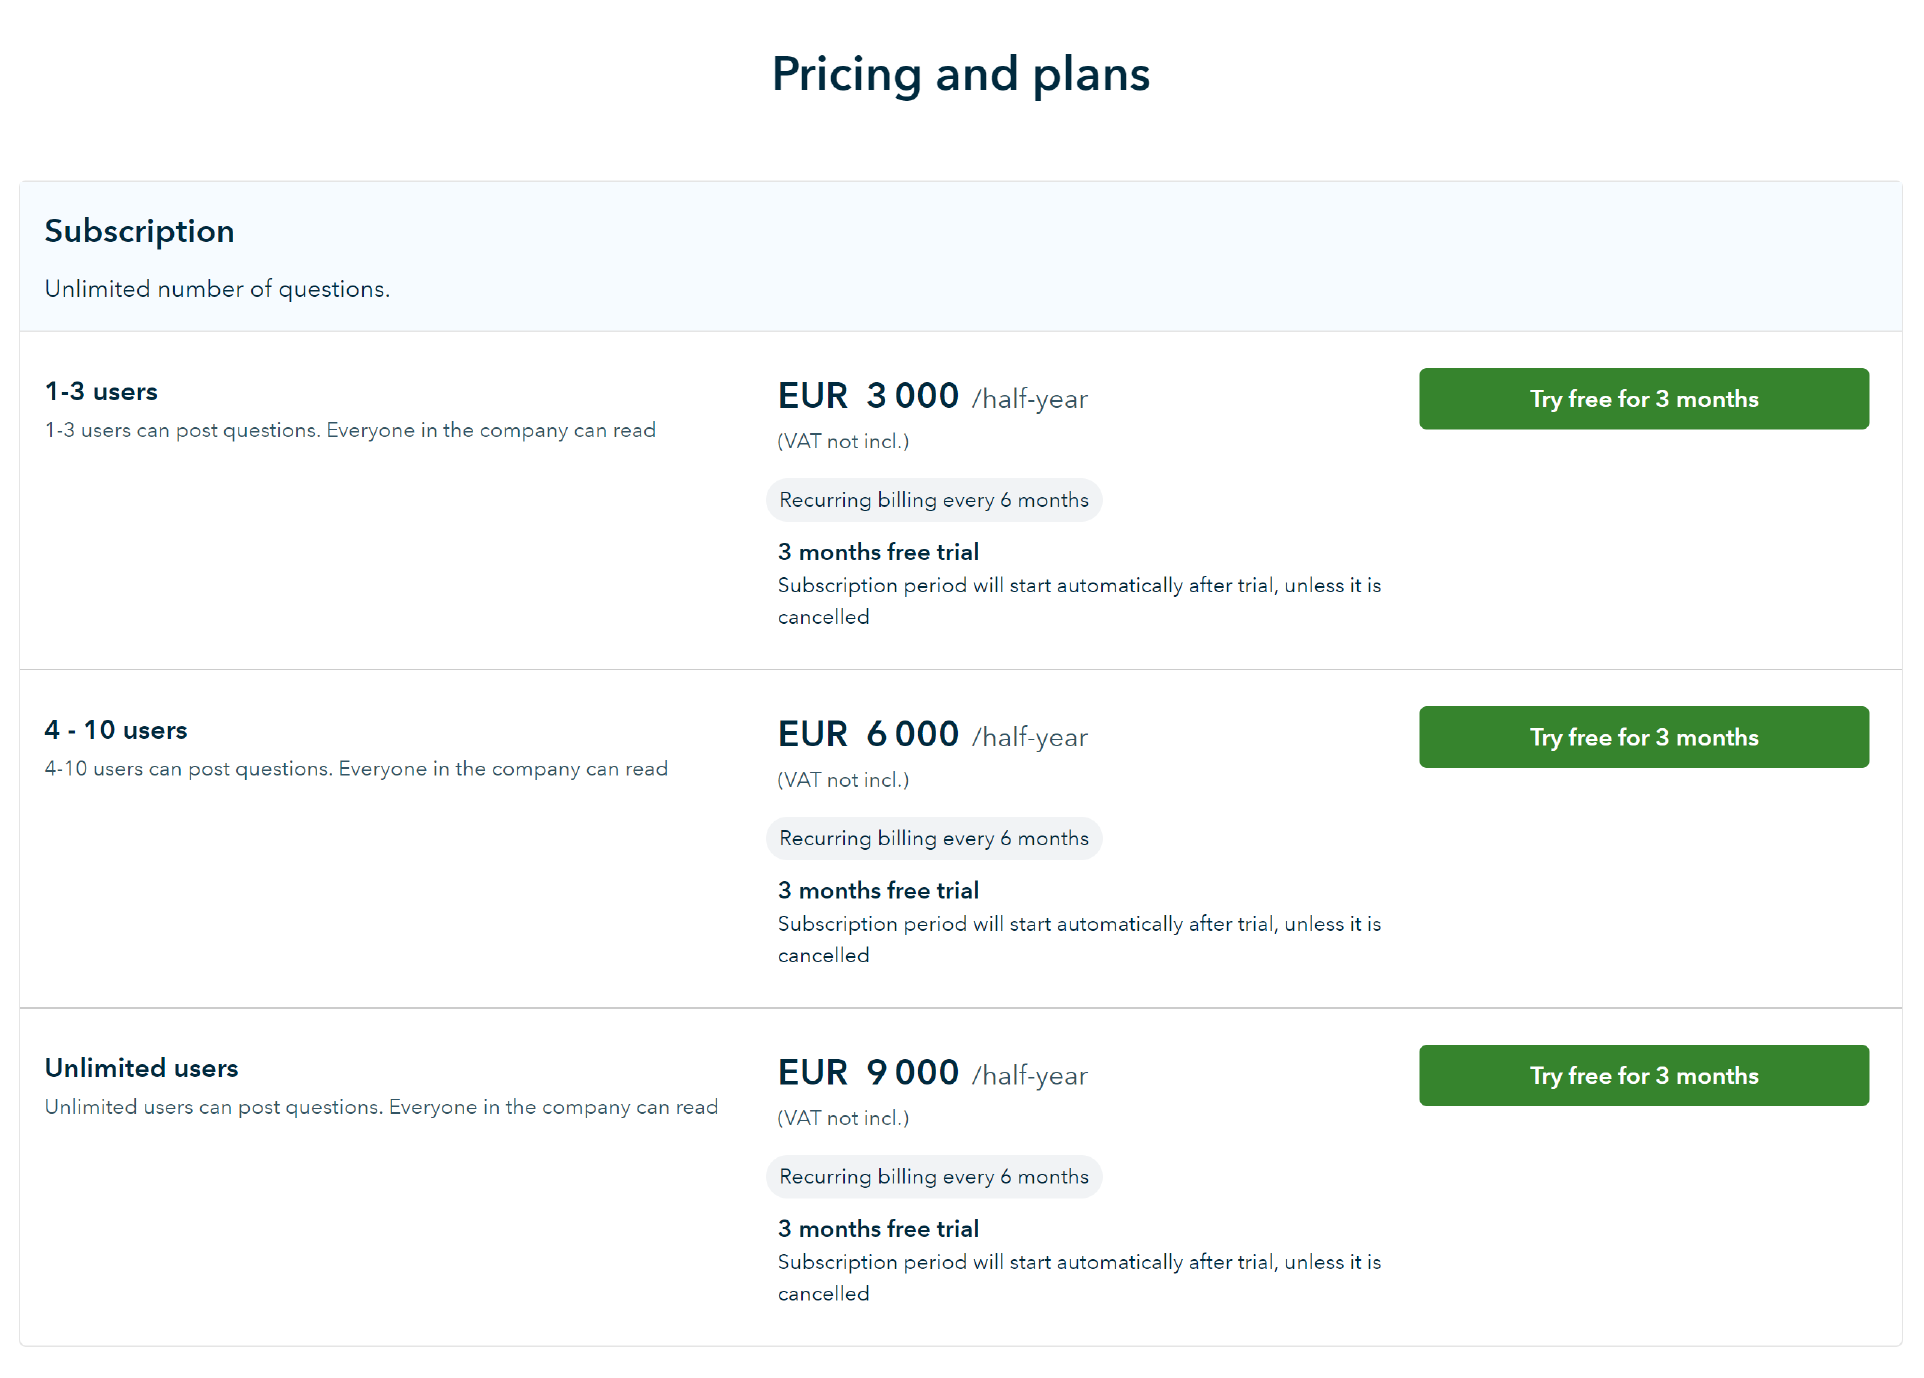 Pricing and plans
Subscription
Unlimited number of questions.
1-3 users
1-3 users can post questions. Everyone in the company can read
EUR 3 000 /half-year
(VAT not incl.)
Recurring billing every 6 months
3 months free trial
Subscription period will start automatically after trial, unless it is
cancelled
Try free for 3 months
4 - 10 users
4-10 users can post questions. Everyone in the company can read
EUR 6 000 /half-year
(VAT not incl.)
Recurring billing every 6 months
3 months free trial
Subscription period will start automatically after trial, unless it is
cancelled
Try free for 3 months
Unlimited users
Unlimited users can post questions. Everyone in the company can read
EUR 9 000 /half-year
(VAT not incl.)
Recurring billing every 6 months
3 months free trial
Subscription period will start automatically after trial, unless it is
cancelled
Try free for 3 months